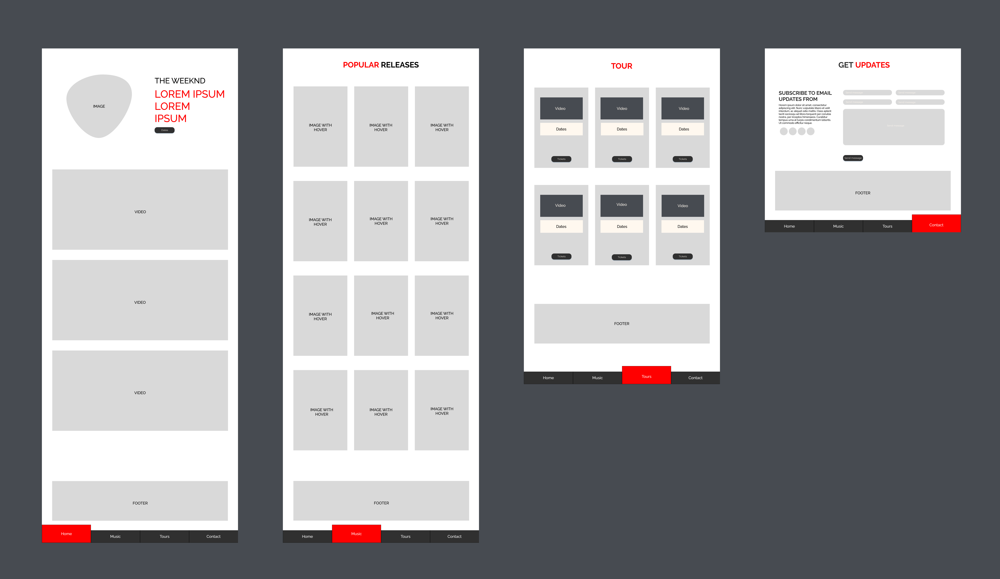 IMAGE
THE WEEKND
LOREM IPSUM
LOREM
IPSUM
Dates
VIDEO
VIDEO
VIDEO
FOOTER
Home
Music
Tours
Contact
POPULAR RELEASES
IMAGE WITH
HOVER
IMAGE WITH
HOVER
IMAGE WITH
HOVER
IMAGE WITH
HOVER
IMAGE WITH
HOVER
IMAGE WITH
HOVER
IMAGE WITH
HOVER
IMAGE WITH
HOVER
IMAGE WITH
HOVER
IMAGE WITH
HOVER
IMAGE WITH
HOVER
IMAGE WITH
HOVER
FOOTER
Home
Music
Tours
Contact
TOUR
Video
Dates
Tickets
Video
Dates
Tickets
Video
Dates
Tickets
Video
Dates
Tickets
Video
Dates
Tickets
Video
Dates
Tickets
FOOTER
Home
Music
Tours
Contact
GET UPDATES
SUBSCRIBE TO EMAIL
UPDATES FROM
Horem ipsum dolor sit amet, consectetur
adipiscing elit. Nunc vulputate libero et velit
interdum, ac aliquet odio mattis. Class aptent
taciti sociosqu ad litora torquent per conubia
nostra, per inceptos himenaeos. Curabitur
tempus urna at turpis condimentum lobortis.
Ut commodo efficitur neque.
Send message
Send message
Send message
Send message
Send message
Send message
FOOTER
Home
Music
Tours
Contact